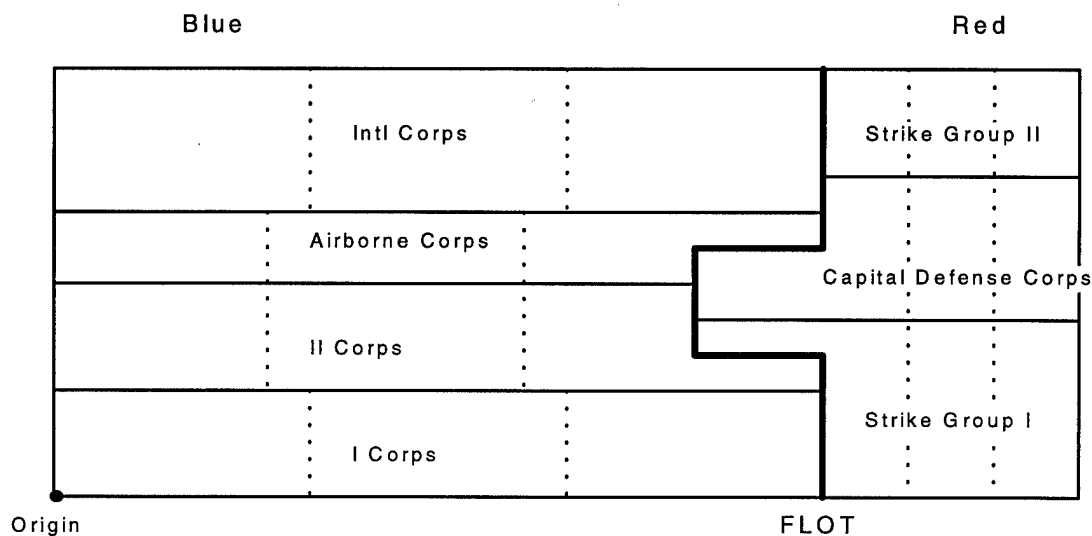 Blue
Red
Intl Corps
Strike Group II
Airborne Corps
Capital Defense Corps
II Corps
Strike Group I
I Corps
Origin
FLOT